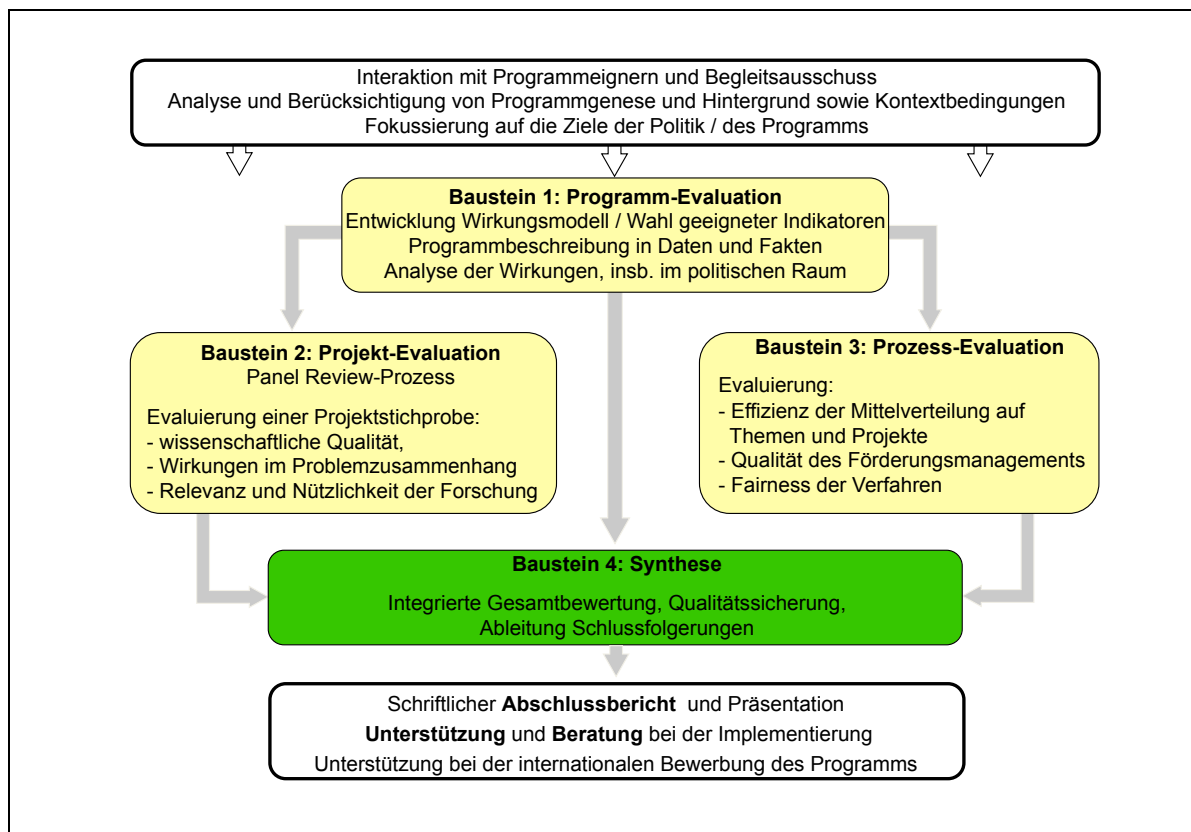 Interaktion mit Programmeignern und Begleitsausschuss
Analyse und Berücksichtigung von Programmgenese und Hintergrund sowie Kontextbedingungen
Fokussierung auf die Ziele der Politik / des Programms
Baustein 1: Programm-Evaluation
Entwicklung Wirkungsmodell / Wahl geeigneter Indikatoren
Programmbeschreibung in Daten und Fakten
Analyse der Wirkungen, insb. im politischen Raum
Baustein 2: Projekt-Evaluation
Panel Review-Prozess
Evaluierung einer Projektstichprobe:
- wissenschaftliche Qualität,
- Wirkungen im Problemzusammenhang
- Relevanz und Nützlichkeit der Forschung
Baustein 3: Prozess-Evaluation
Evaluierung:
- Effizienz der Mittelverteilung auf
Themen und Projekte
- Qualität des Förderungsmanagements
- Fairness der Verfahren
Baustein 4: Synthese
Integrierte Gesamtbewertung, Qualitätssicherung,
Ableitung Schlussfolgerungen
Schriftlicher Abschlussbericht und Präsentation
Unterstützung und Beratung bei der Implementierung
Unterstützung bei der internationalen Bewerbung des Programms